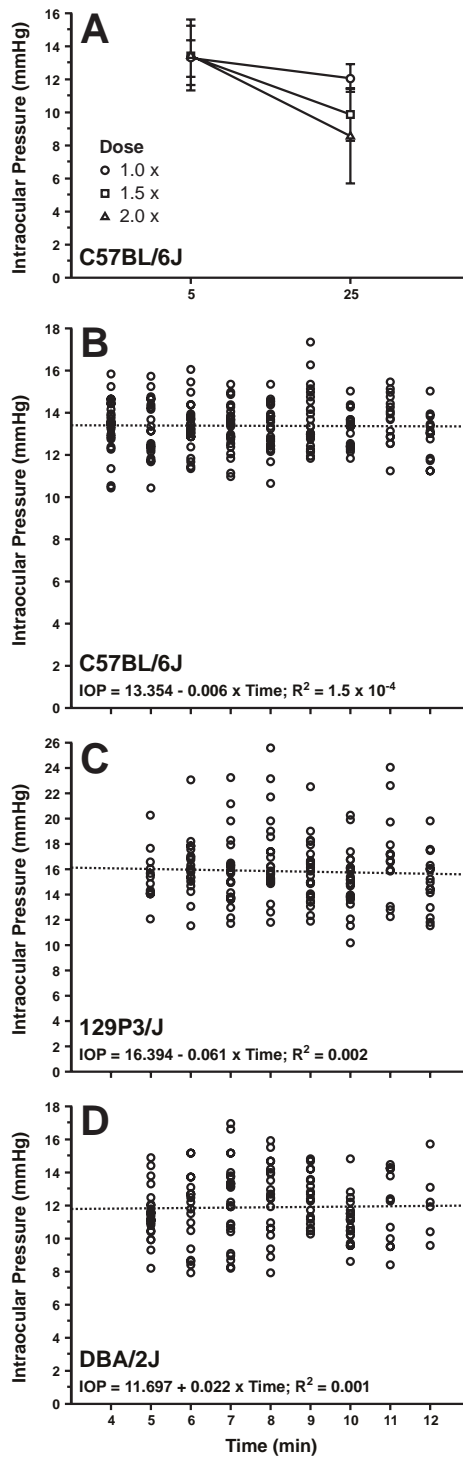 A
Intraocular Pressure (mmHg)
16
14
12
10
8
6
4
2
0
Dose
1.0 x
1.5 x
2.0 x
C57BL/6J
5 25
B
Intraocular Pressure (mmHg)
18
16
14
12
10
8
6
4
2
0
C57BL/6J
IOP = 13.354 - 0.006 x Time; R² = 1.5 x 10⁻⁴
C
Intraocular Pressure (mmHg)
26
24
22
20
18
16
14
12
10
8
6
4
2
0
129P3/J
IOP = 16.394 - 0.061 x Time; R² = 0.002
D
Intraocular Pressure (mmHg)
18
16
14
12
10
8
6
4
2
0
DBA/2J
IOP = 11.697 + 0.022 x Time; R² = 0.001
4 5 6 7 8 9 10 11 12
Time (min)